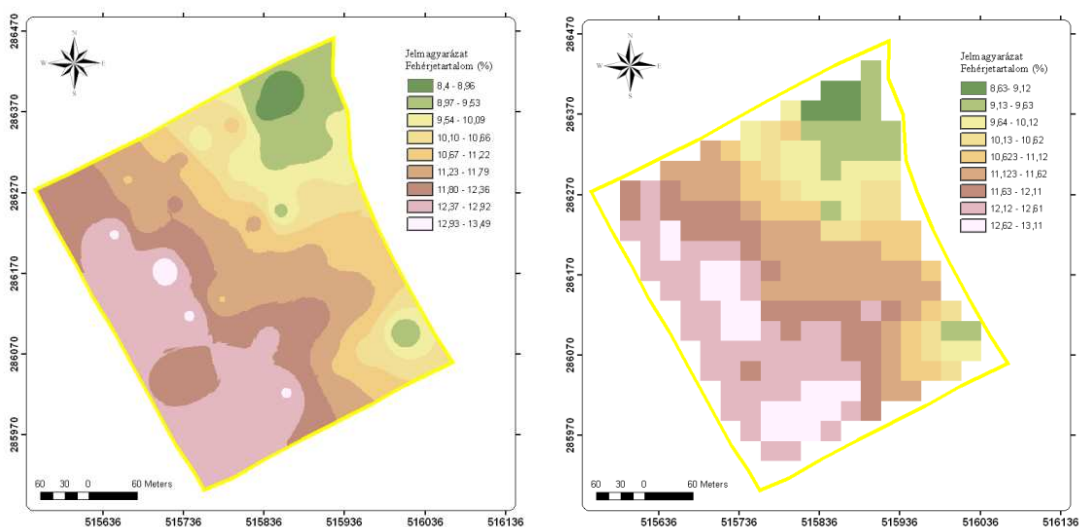 Jelmagyarázat
Fehérjetartalom (%)
8,4 - 8,96
8,97 - 9,53
9,54 - 10,09
10,10 - 10,66
10,67 - 11,22
11,23 - 11,79
11,80 - 12,36
12,37 - 12,92
12,93 - 13,49
N
W
E
S
286470
286370
286270
286170
286070
285970
60 30 0 60 Meters
515636 515736 515836 515936 516036 516136
Jelmagyarázat
Fehérjetartalom (%)
8,63- 9,12
9,13 - 9,63
9,64 - 10,12
10,13 - 10,62
10,623 - 11,12
11,123 - 11,62
11,63 - 12,11
12,12 - 12,61
12,62 - 13,11
N
W
E
S
286470
286370
286270
286170
286070
285970
60 30 0 60 Meters
515636 515736 515836 515936 516036 516136